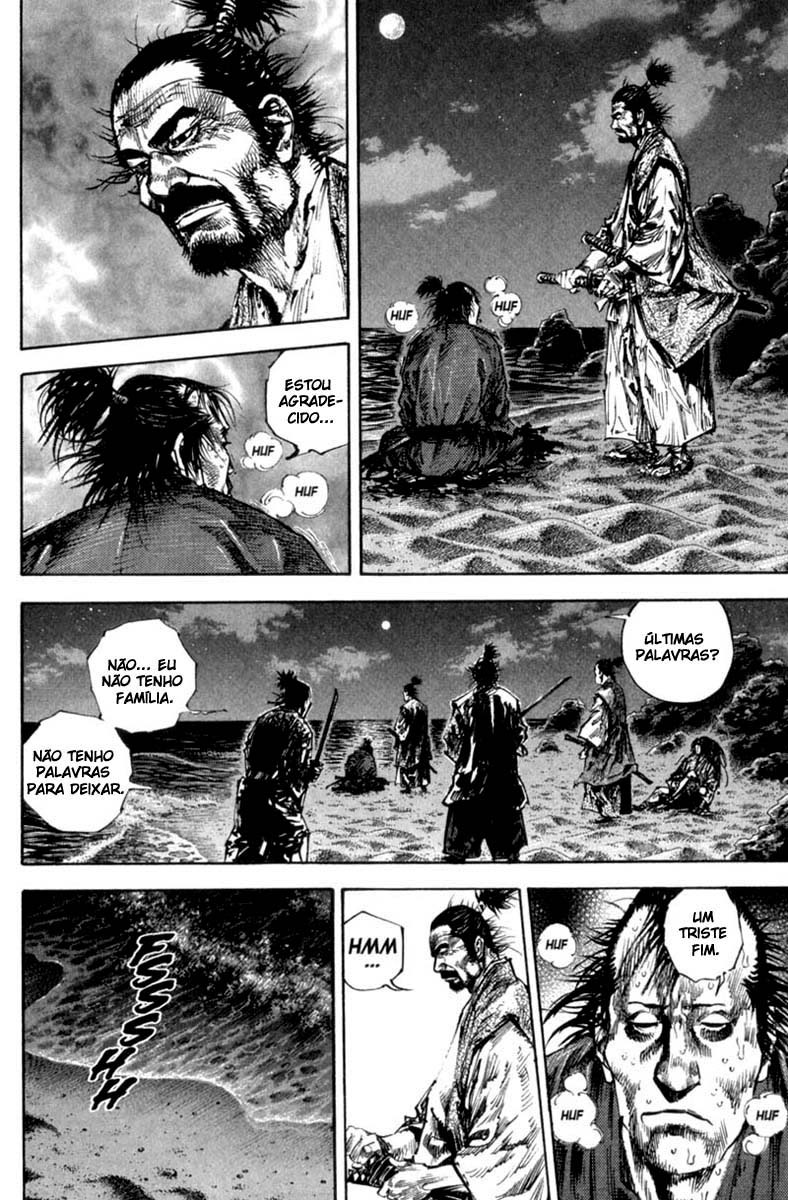 HUF
HUF
ESTOU
AGRADE-
CIDO...
HUF
HUF
ÚLTIMAS
PALAVRAS?
NÃO... EU
NÃO TENHO
FAMÍLIA.
NÃO TENHO
PALAVRAS
PARA DEIXAR.
UM
TRISTE
FIM.
HUF
HUF
HUF
HMM
...
FSSSHH